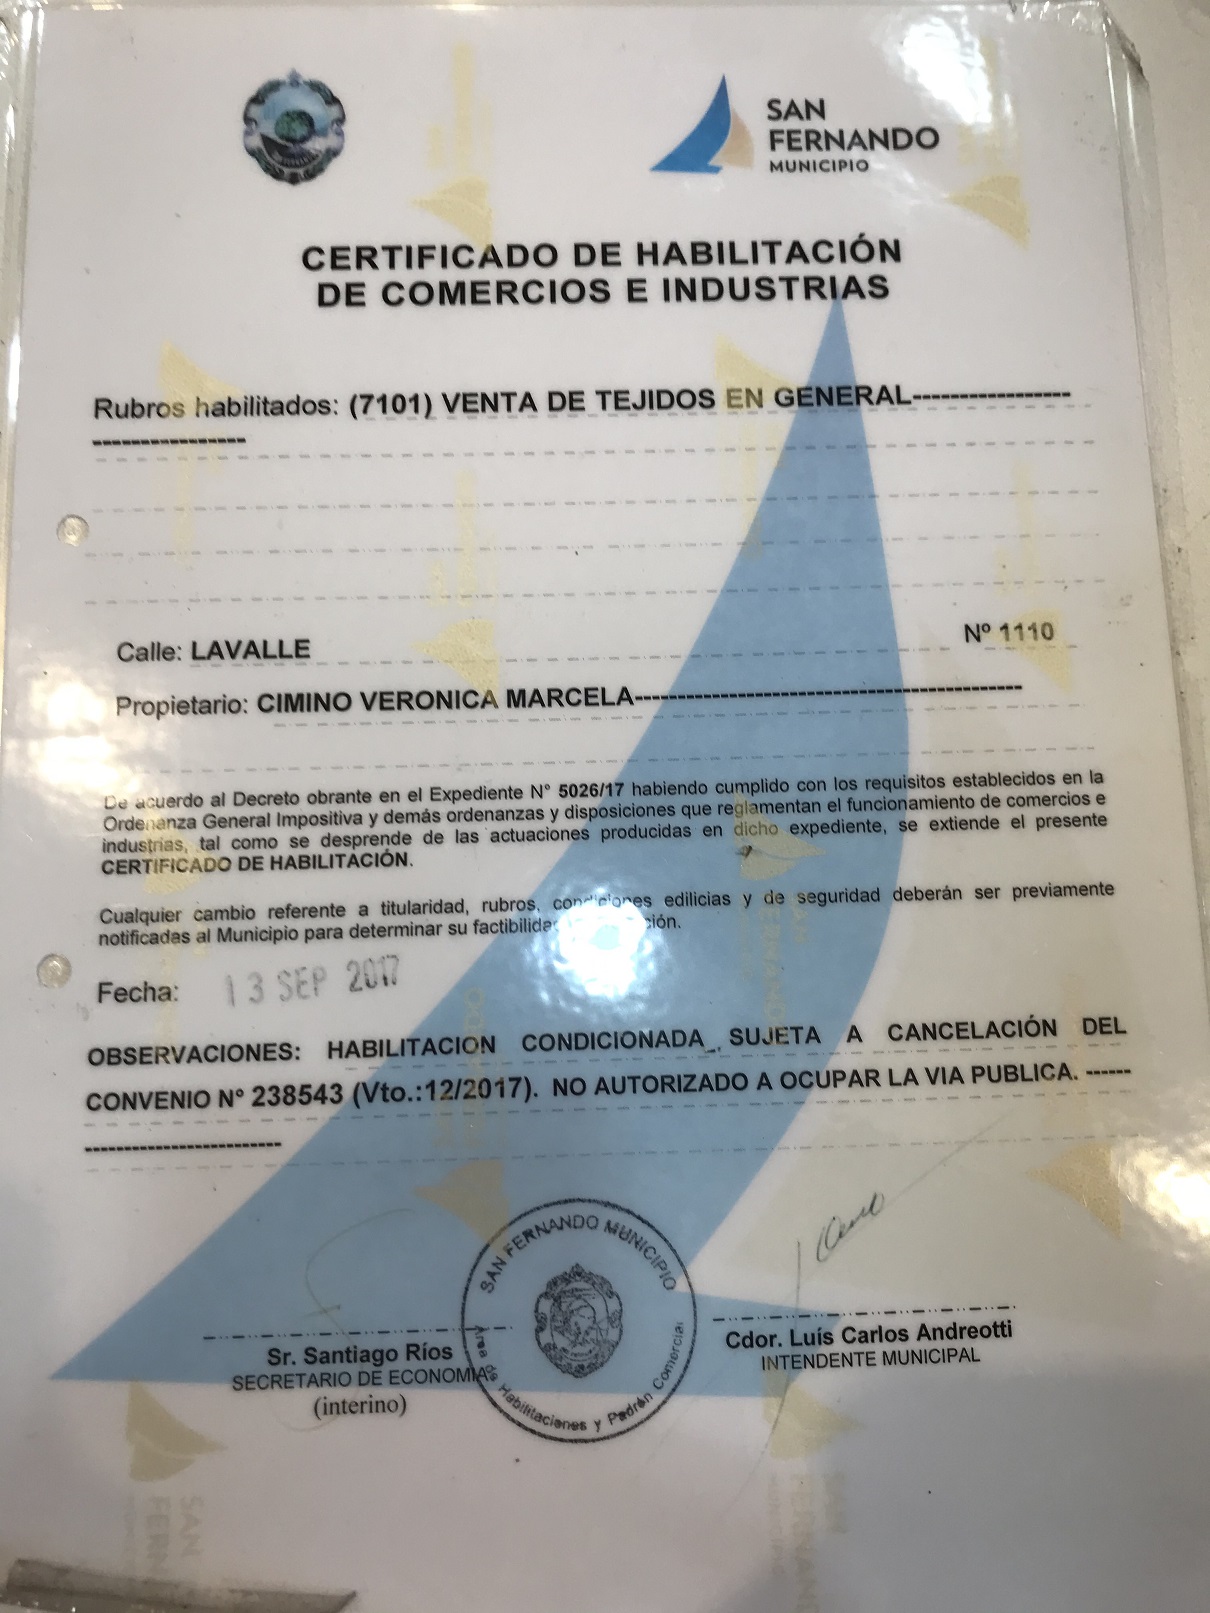 SAN
FERNANDO
MUNICIPIO
CERTIFICADO DE HABILITACIÓN
DE COMERCIOS E INDUSTRIAS
Rubros habilitados: (7101) VENTA DE TEJIDOS EN GENERAL-----------------
----------------
Calle: LAVALLE Nº 1110
Propietario: CIMINO VERONICA MARCELA---------------------------------------------
De acuerdo al Decreto obrante en el Expediente N° 5026/17 habiendo cumplido con los requisitos establecidos en la
Ordenanza General Impositiva y demás ordenanzas y disposiciones que reglamentan el funcionamiento de comercios e
industrias, tal como se desprende de las actuaciones producidas en dicho expediente, se extiende el presente
CERTIFICADO DE HABILITACIÓN.
Cualquier cambio referente a titularidad, rubros, condiciones edilicias y de seguridad deberán ser previamente
notificadas al Municipio para determinar su
Fecha: 13 SEP 2017
OBSERVACIONES: HABILITACION CONDICIONADA SUJETA A CANCELACIÓN DEL
CONVENIO Nº 238543 (Vto.:12/2017). NO AUTORIZADO A OCUPAR LA VIA PUBLICA. ------
-------------------------
SAN FERNANDO MUNICIPIO
Area de Habilitaciones y Padrón Comercial
Sr. Santiago Ríos
SECRETARIO DE ECONOMIA
(interino)
Cdor. Luís Carlos Andreotti
INTENDENTE MUNICIPAL